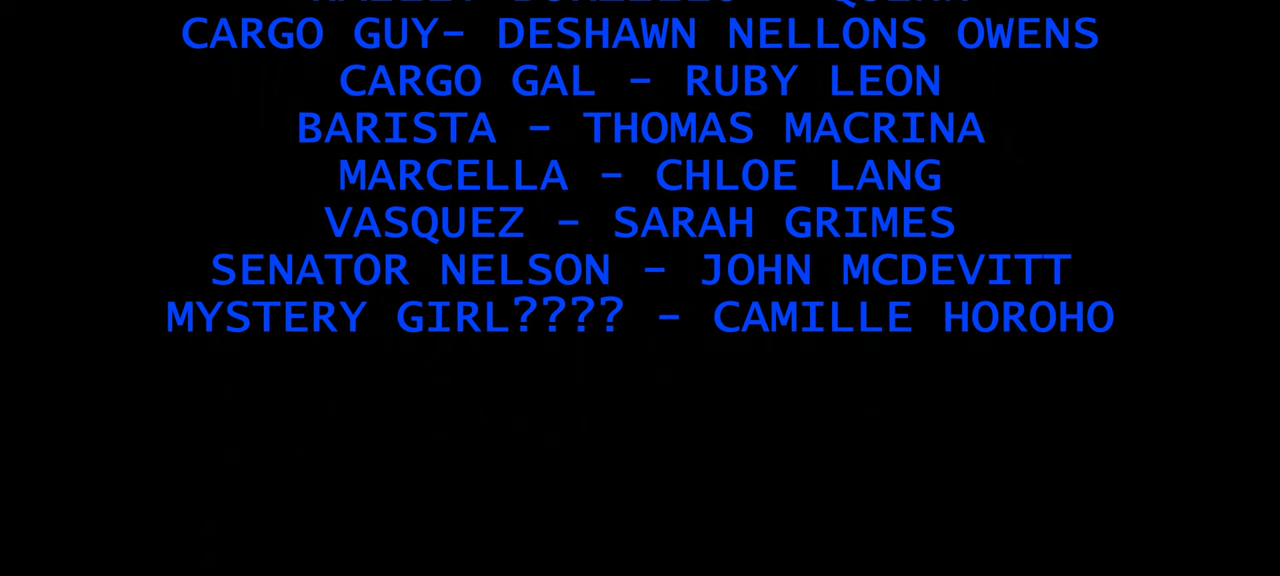 CARGO GUY- DESHAWN NELLONS OWENS
CARGO GAL - RUBY LEON
BARISTA - THOMAS MACRINA
MARCELLA - CHLOE LANG
VASQUEZ - SARAH GRIMES
SENATOR NELSON - JOHN MCDEVITT
MYSTERY GIRL???? - CAMILLE HOROHO